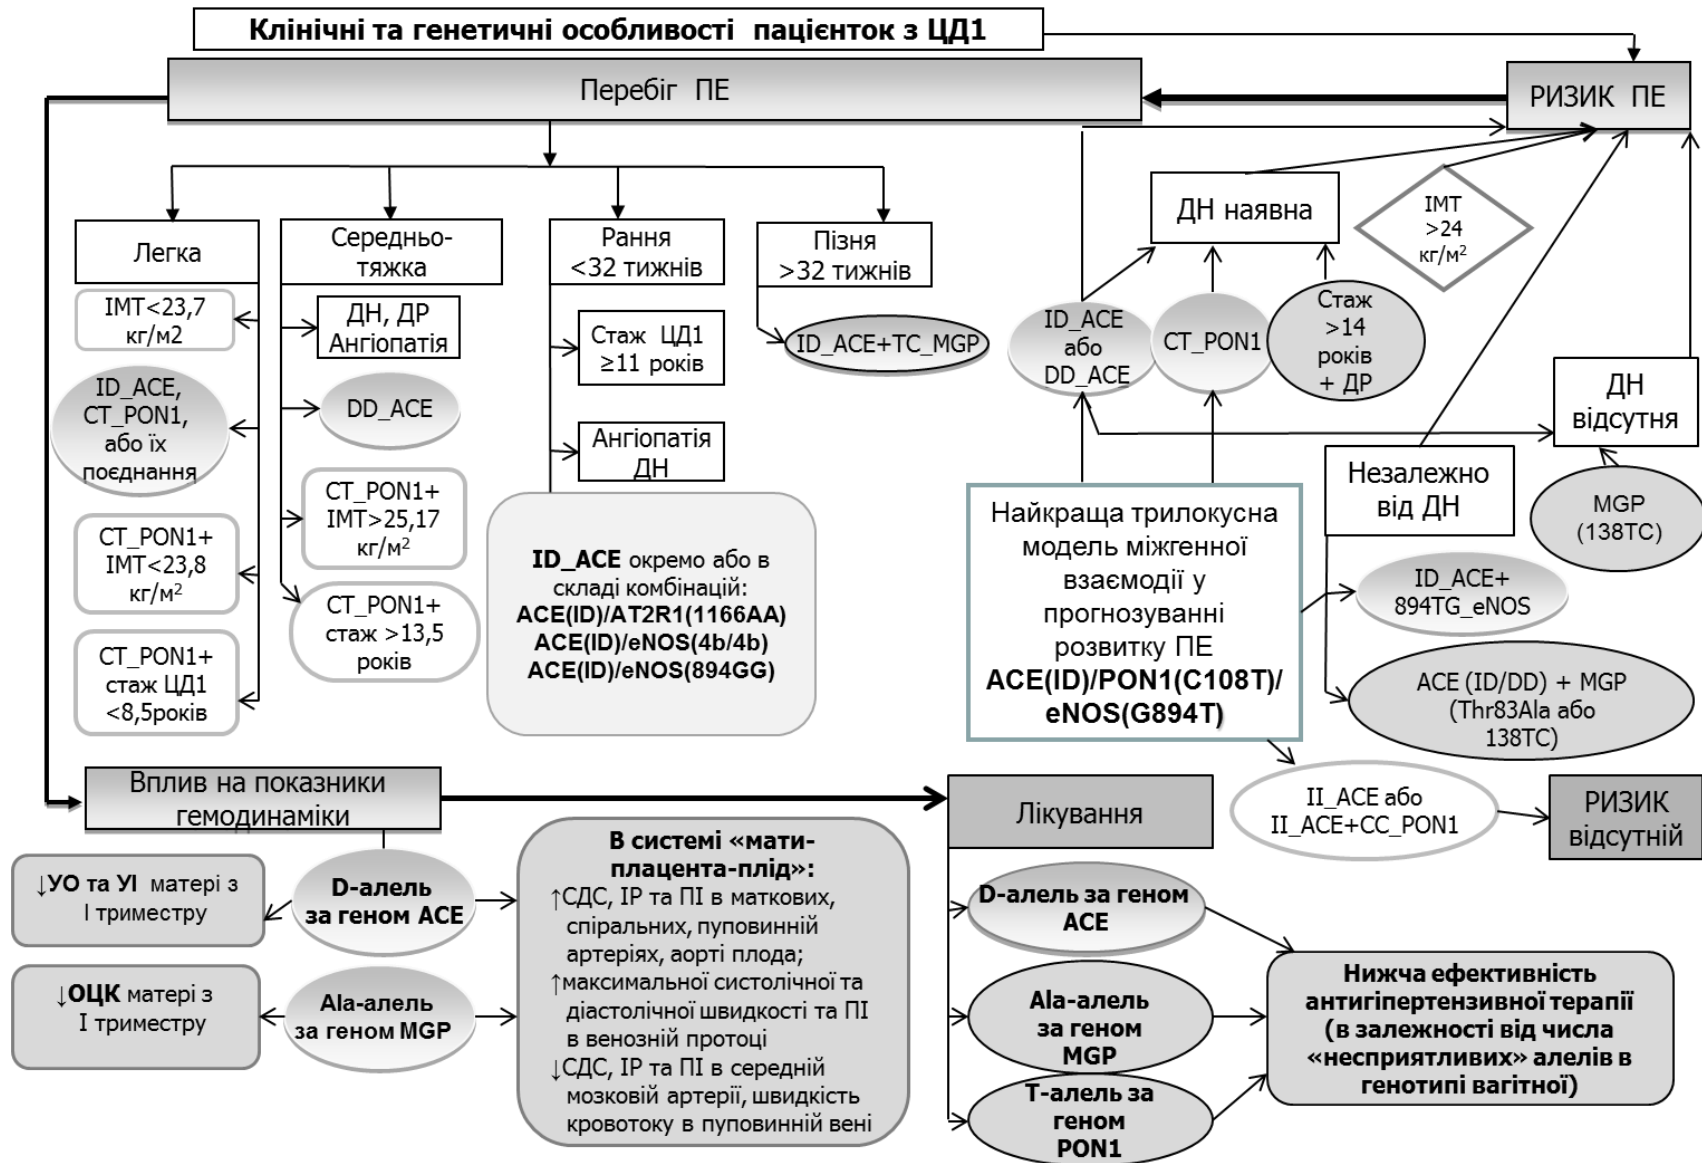 Клінічні та генетичні особливості пацієнток з ЦД1
Перебіг ПЕ
РИЗИК ПЕ
Легка
ІМТ<23,7
кг/м2
ID_ACE,
CT_PON1,
або їх
поєднання
CT_PON1+
ІМТ<23,8
кг/м²
CT_PON1+
стаж ЦД1
<8,5років
Середньо-
тяжка
ДН, ДР
Ангіопатія
DD_ACE
CT_PON1+
ІМТ>25,17
кг/м²
CT_PON1+
стаж >13,5
років
Рання
<32 тижнів
Стаж ЦД1
≥11 років
Ангіопатія
ДН
ID_ACE окремо або в
складі комбінацій:
ACE(ID)/AT2R1(1166AA)
ACE(ID)/eNOS(4b/4b)
ACE(ID)/eNOS(894GG)
Пізня
>32 тижнів
ID_ACE+TC_MGP
ДН наявна
ІМТ
>24
кг/м²
ID_ACE
або
DD_ACE
CT_PON1
Стаж
>14
років
+ ДР
ДН
відсутня
MGP
(138TC)
Незалежно
від ДН
Найкраща трилокусна
модель міжгенної
взаємодії у
прогнозуванні
розвитку ПЕ
ACE(ID)/PON1(C108T)/
eNOS(G894T)
ID_ACE+
894TG_eNOS
ACE (ID/DD) + MGP
(Thr83Ala або
138TC)
II_ACE або
II_ACE+CC_PON1
РИЗИК
відсутній
Вплив на показники
гемодинаміки
↓УО та УІ матері з
І триместру
D-алель
за геном ACE
↓ОЦК матері з
І триместру
Ala-алель
за геном MGP
В системі «мати-
плацента-плід»:
↑СДС, ІР та ПІ в маткових,
спіральних, пуповинній
артеріях, аорті плода;
↑максимальної систолічної та
діастолічної швидкості та ПІ
в венозній протоці
↓СДС, ІР та ПІ в середній
мозковій артерії, швидкість
кровотоку в пуповинній вені
Лікування
D-алель за геном
ACE
Ala-алель
за геном
MGP
Т-алель за
геном
PON1
Нижча ефективність
антигіпертензивної терапії
(в залежності від числа
«несприятливих» алелів в
генотипі вагітної)